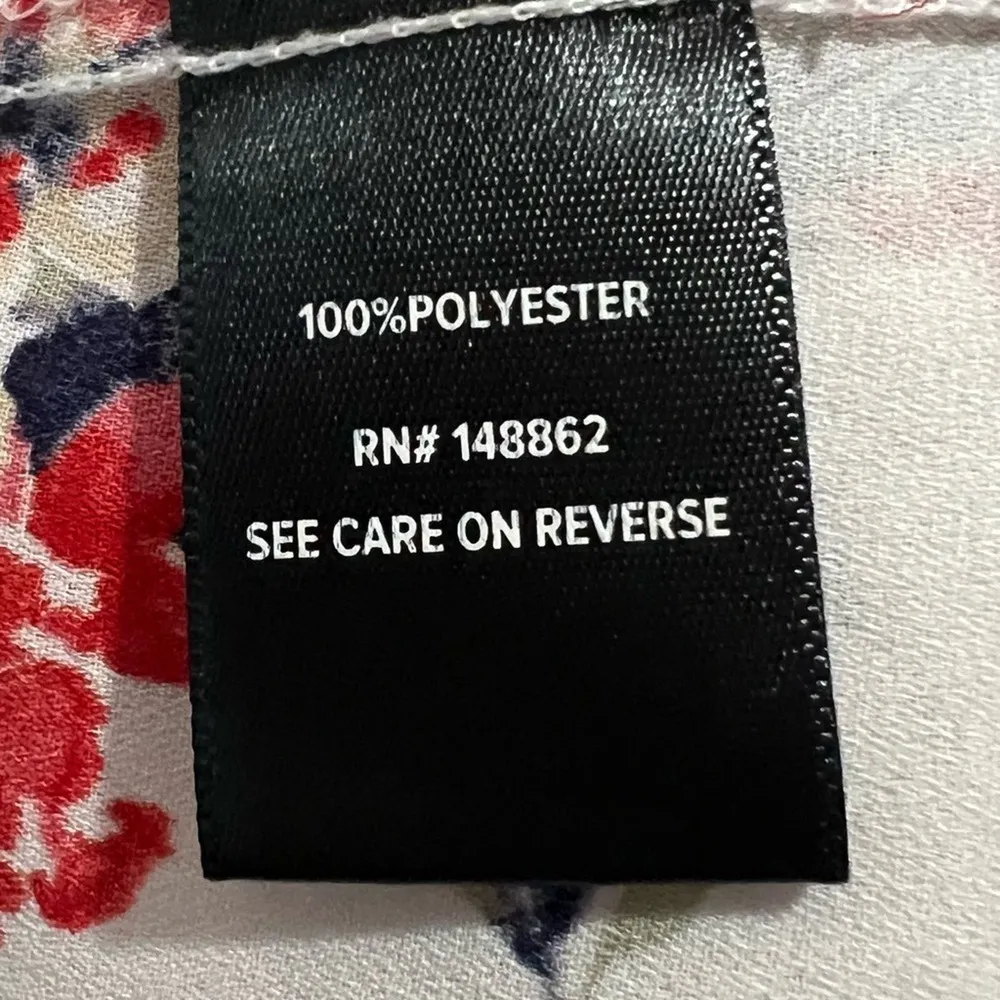 100%POLYESTER
RN# 148862
SEE CARE ON REVERSE